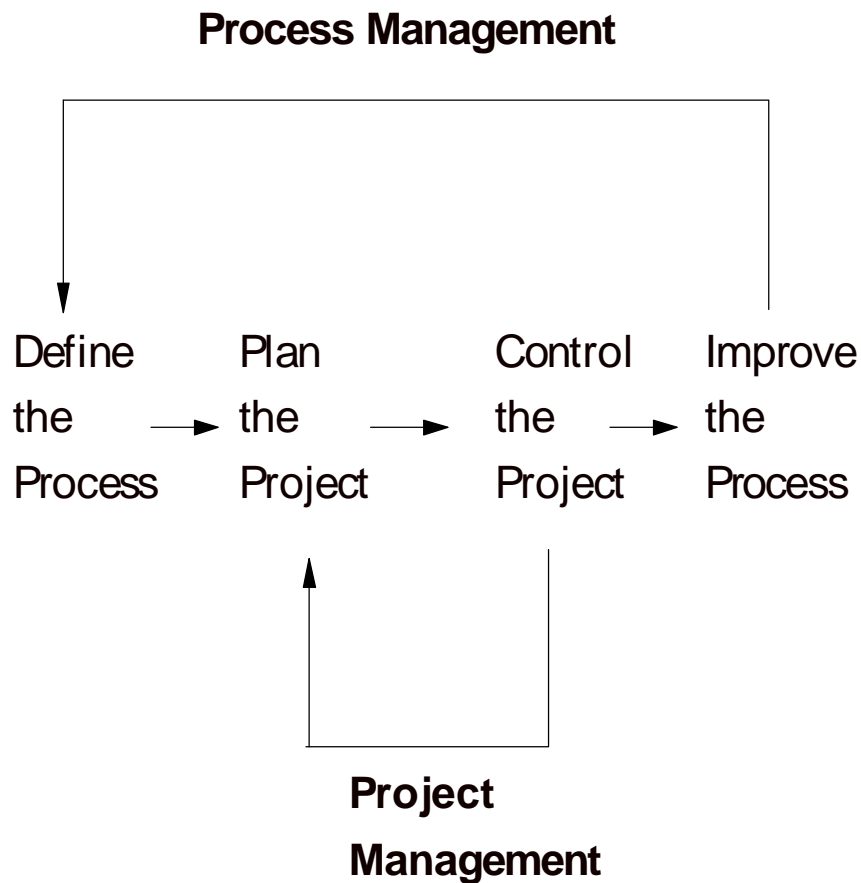 Process Management
Define
the
Process
Plan
the
Project
Control
the
Project
Improve
the
Process
Project
Management